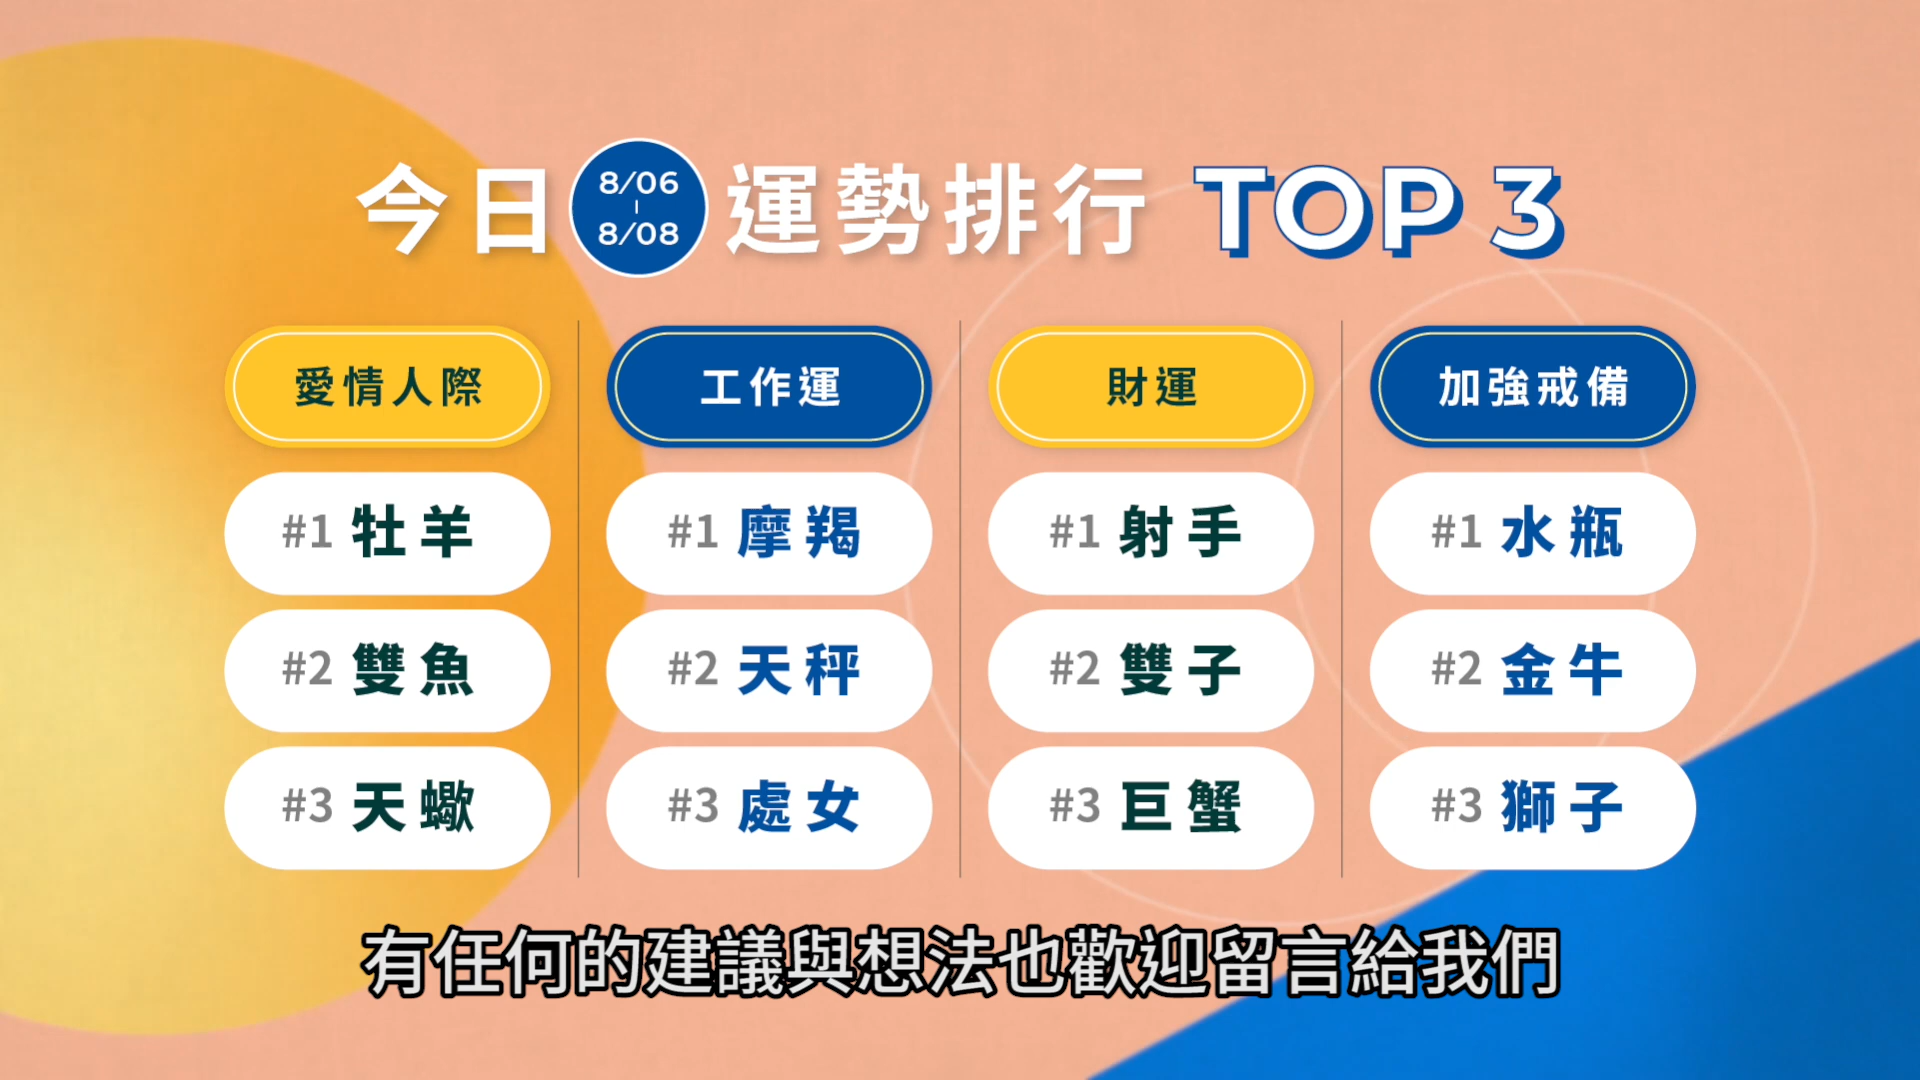 今日 8/06 - 8/08 運勢排行 TOP 3
愛情人際
#1 牡羊
#2 雙魚
#3 天蠍
工作運
#1 摩羯
#2 天秤
#3 處女
財運
#1 射手
#2 雙子
#3 巨蟹
加強戒備
#1 水瓶
#2 金牛
#3 獅子
有任何的建議與想法也歡迎留言給我們